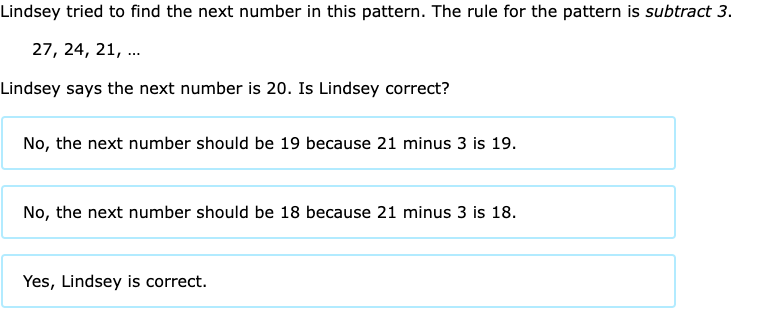 Lindsey tried to find the next number in this pattern. The rule for the pattern is subtract 3.
27, 24, 21, ...
Lindsey says the next number is 20. Is Lindsey correct?
No, the next number should be 19 because 21 minus 3 is 19.
No, the next number should be 18 because 21 minus 3 is 18.
Yes, Lindsey is correct.